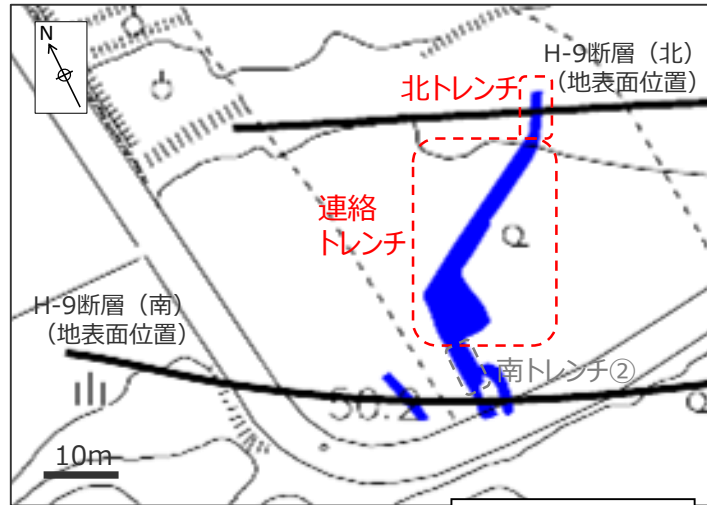 N
H-9断層（北）
（地表面位置）
北トレンチ
連絡
トレンチ
Q
H-9断層（南）
（地表面位置）
南トレンチ②
50.2
Q
10m